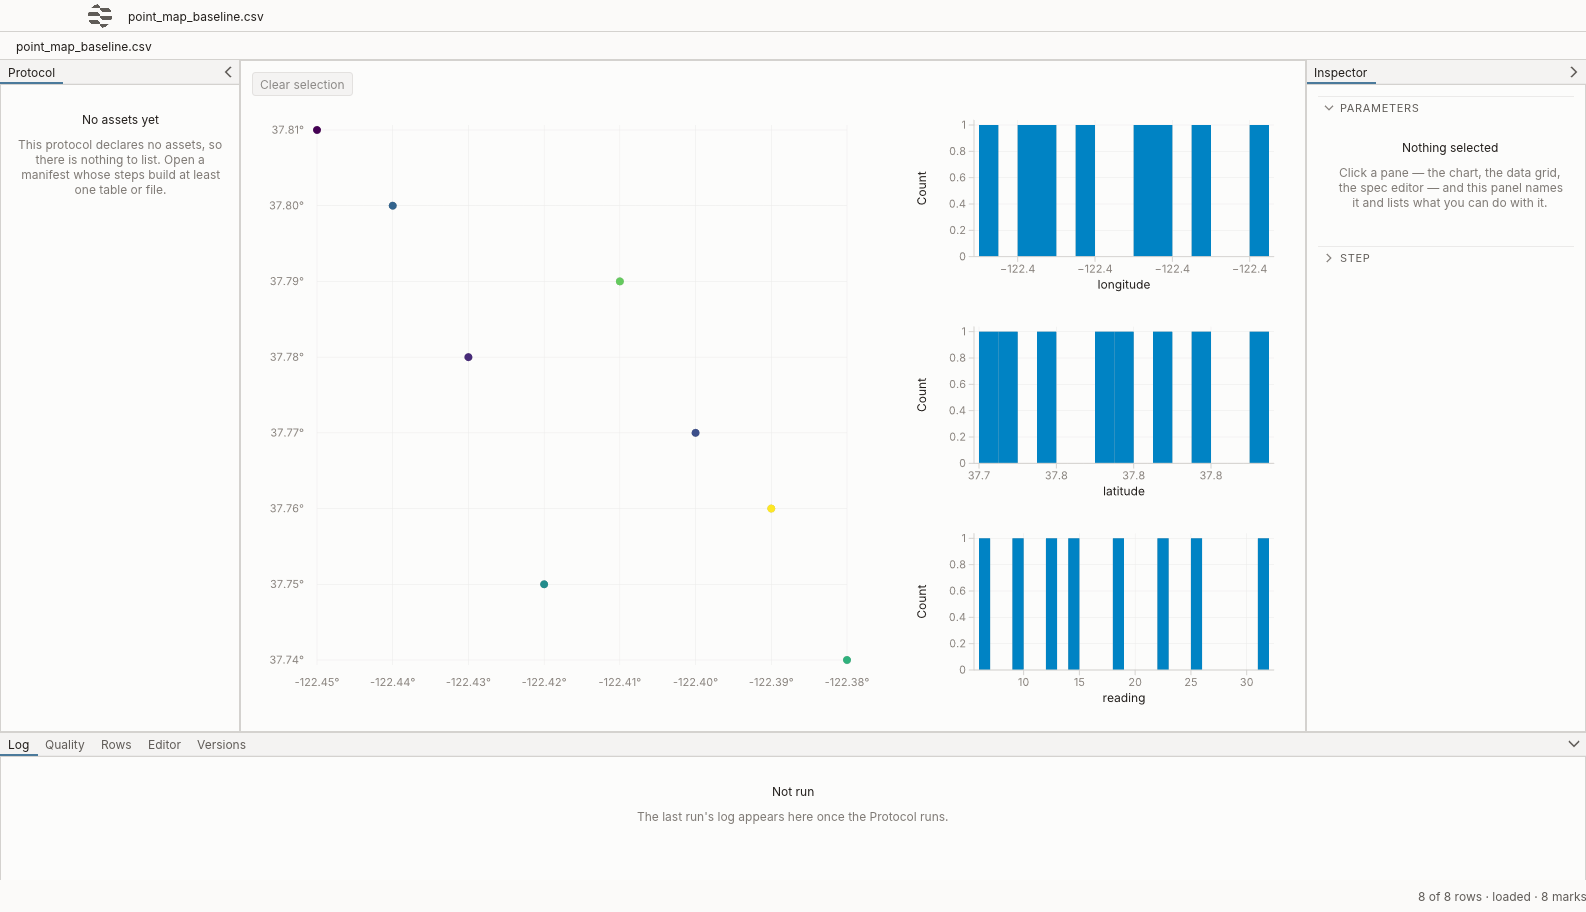 point_map_baseline.csv
point_map_baseline.csv
Protocol
No assets yet
This protocol declares no assets, so
there is nothing to list. Open a
manifest whose steps build at least
one table or file.
Clear selection
37.81°
37.80°
37.79°
37.78°
37.77°
37.76°
37.75°
37.74°
-122.45°
-122.44°
-122.43°
-122.42°
-122.41°
-122.40°
-122.39°
-122.38°
Count
1
0.8
0.6
0.4
0.2
0
−122.4
−122.4
−122.4
−122.4
longitude
Count
1
0.8
0.6
0.4
0.2
0
37.7
37.8
37.8
37.8
latitude
Count
1
0.8
0.6
0.4
0.2
0
10
15
20
25
30
reading
Inspector
PARAMETERS
Nothing selected
Click a pane — the chart, the data grid,
the spec editor — and this panel names
it and lists what you can do with it.
STEP
Log
Quality
Rows
Editor
Versions
Not run
The last run's log appears here once the Protocol runs.
8 of 8 rows · loaded · 8 marks